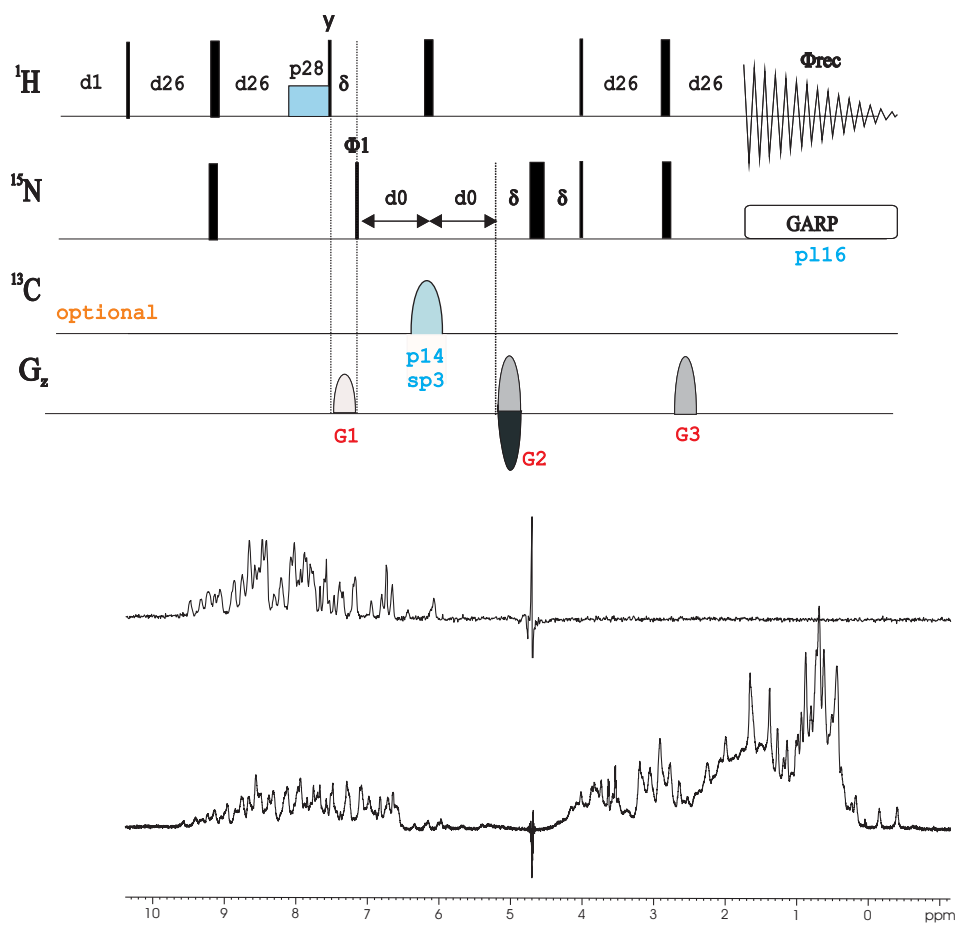 y
¹H d1 d26 d26 p28 δ d26 d26 Φrec
Φ1
¹⁵N d0 d0 δ δ GARP
pl16
¹³C
optional
p14
sp3
Gz
G1 G2 G3
10 9 8 7 6 5 4 3 2 1 0 ppm